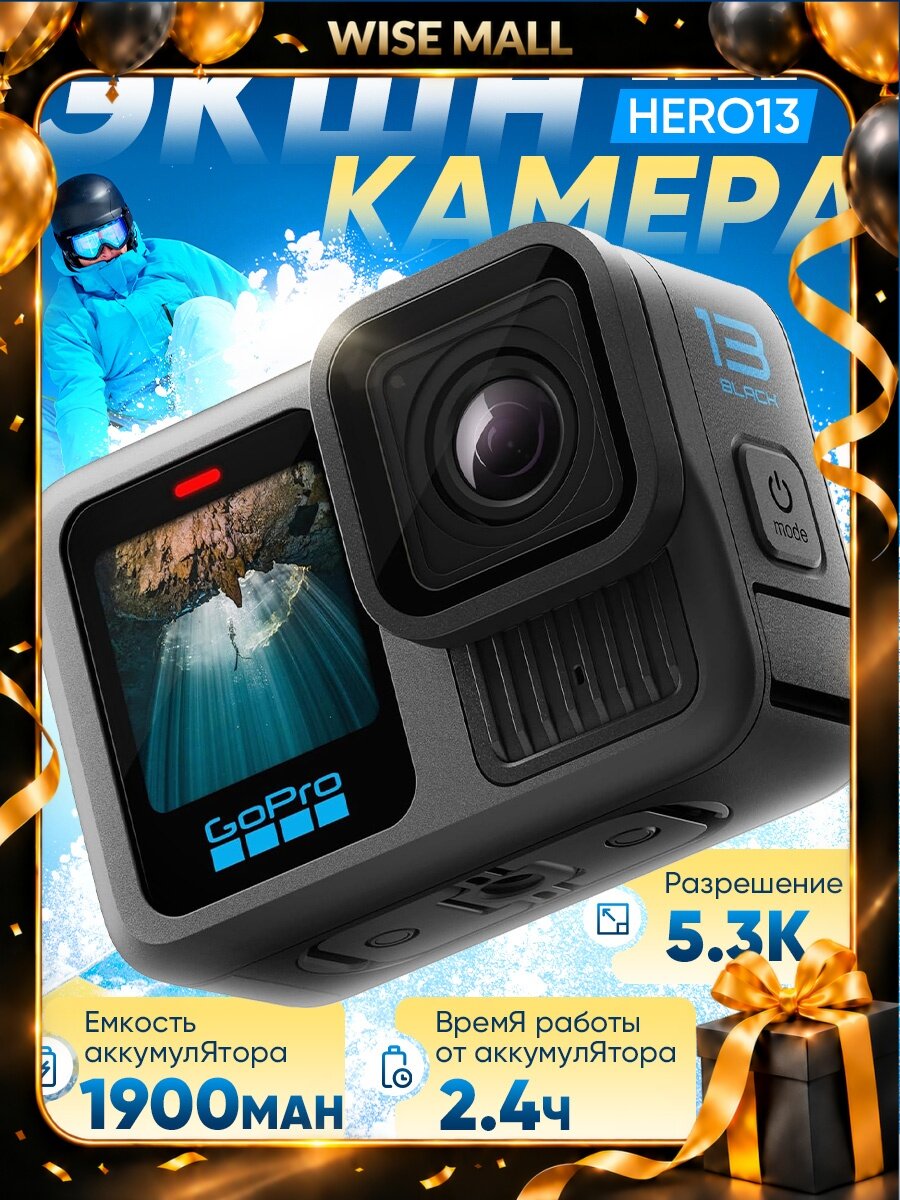 WISE MALL
ЭКШН
HERO13
КАМЕРА
13
BLACK
mode
GoPro
Разрешение
5.3K
Емкость
аккумулЯтора
1900МАН
ВремЯ работы
от аккумулЯтора
2.4ч